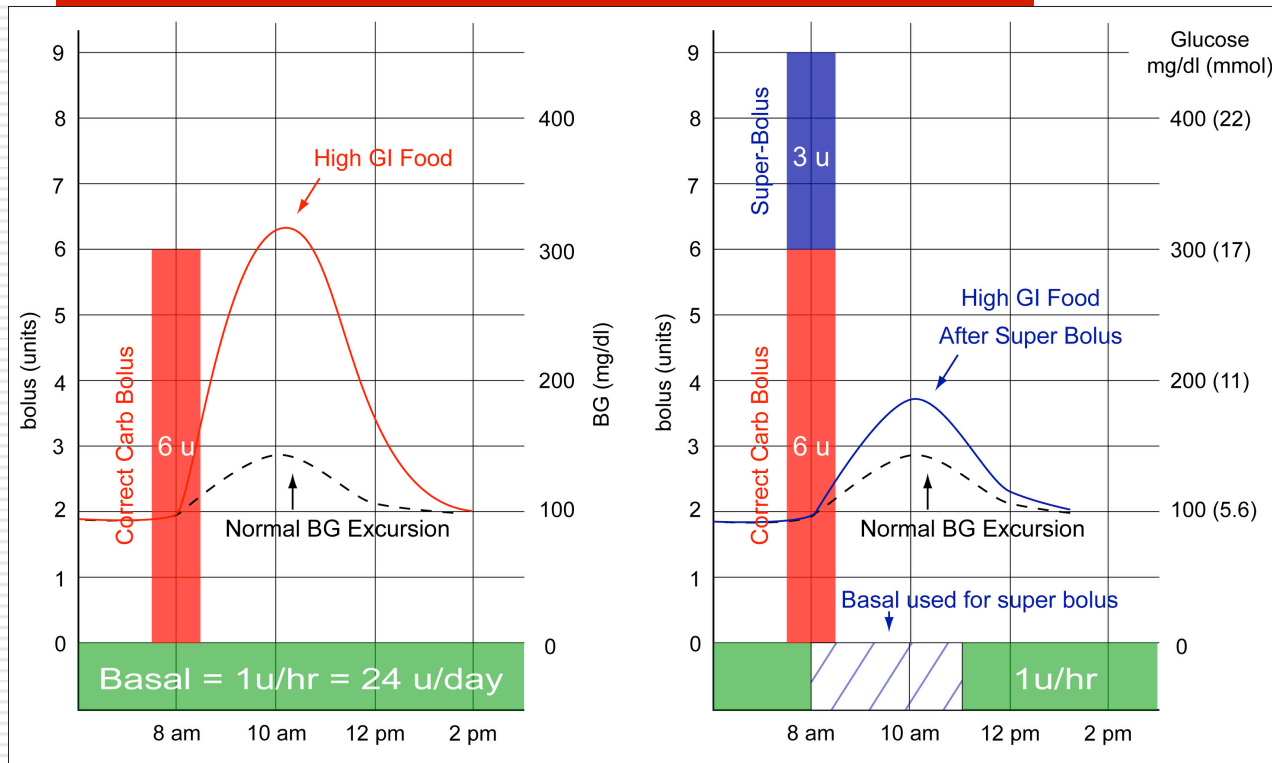 9
8
7
6
5
4
3
2
1
0
bolus (units)
Correct Carb Bolus
6 u
High GI Food
Normal BG Excursion
400
300
200
100
0
BG (mg/dl)
Basal = 1u/hr = 24 u/day
8 am
10 am
12 pm
2 pm
9
8
7
6
5
4
3
2
1
0
bolus (units)
Super-Bolus
3 u
Correct Carb Bolus
6 u
High GI Food
After Super Bolus
Normal BG Excursion
Basal used for super bolus
1u/hr
Glucose
mg/dl (mmol)
400 (22)
300 (17)
200 (11)
100 (5.6)
0
8 am
10 am
12 pm
2 pm